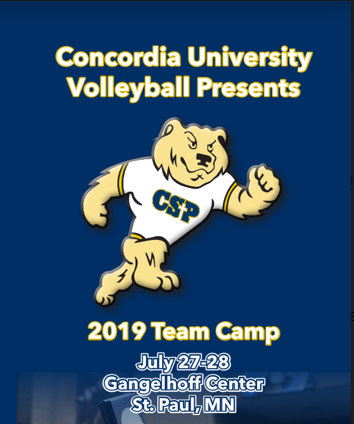 Concordia University
Volleyball Presents
CSP
2019 Team Camp
July 27-28
Gangelhoff Center
St. Paul, MN